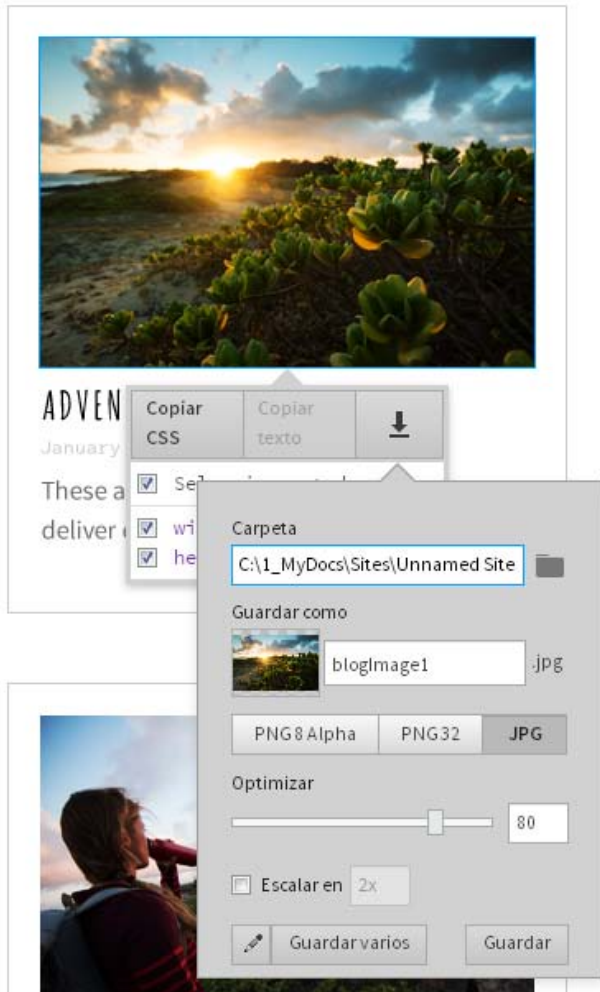 ADVEN
Copiar
CSS
Copiar
texto
January
These a
deliver
wi
he
Carpeta
C:\1_MyDocs\Sites\Unnamed Site
Guardar como
blogImage1 .jpg
PNG8 Alpha PNG32 JPG
Optimizar
80
Escalar en 2x
Guardar varios Guardar